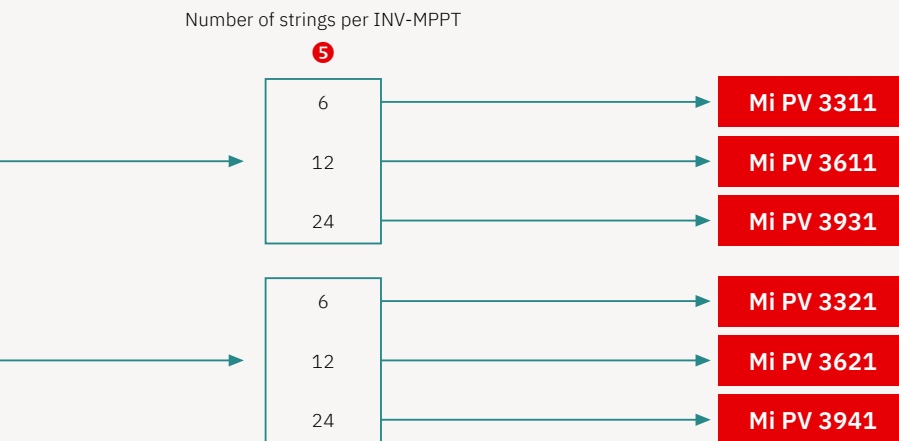 Number of strings per INV-MPPT
5
6 Mi PV 3311
12 Mi PV 3611
24 Mi PV 3931
6 Mi PV 3321
12 Mi PV 3621
24 Mi PV 3941